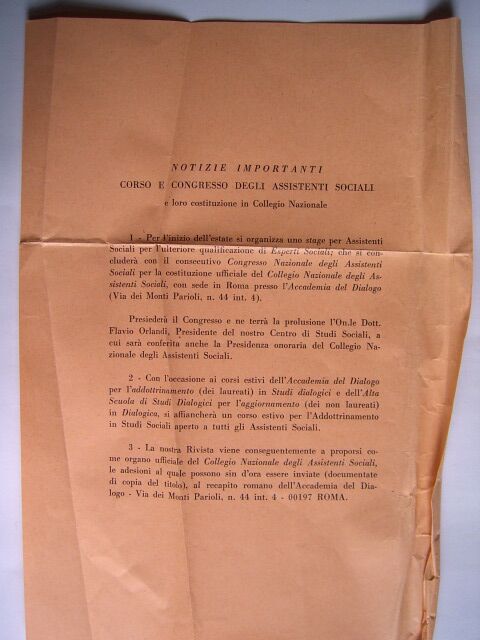 NOTIZIE IMPORTANTI
CORSO E CONGRESSO DEGLI ASSISTENTI SOCIALI
e loro costituzione in Collegio Nazionale
1 - Per l'inizio dell'estate si organizza uno stage per Assistenti
Sociali per l'ulteriore qualificazione di Esperti Sociali; che si con-
cluderà con il consecutivo Congresso Nazionale degli Assistenti
Sociali per la costituzione ufficiale del Collegio Nazionale degli As-
sistenti Sociali, con sede in Roma presso l'Accademia del Dialogo
(Via dei Monti Parioli, n. 44 int. 4).
Presiederà il Congresso e ne terrà la prolusione l'On.le Dott.
Flavio Orlandi, Presidente del nostro Centro di Studi Sociali, a
cui sarà conferita anche la Presidenza onoraria del Collegio Na-
zionale degli Assistenti Sociali.
2 - Con l'occasione ai corsi estivi dell'Accademia del Dialogo
per l'addottrinamento (dei laureati) in Studi dialogici e dell'Alta
Scuola di Studi Dialogici per l'aggiornamento (dei non laureati)
in Dialogica, si affiancherà un corso estivo per l'Addottrinamento
in Studi Sociali aperto a tutti gli Assistenti Sociali.
3 - La nostra Rivista viene conseguentemente a proporsi co-
me organo ufficiale del Collegio Nazionale degli Assistenti Sociali,
le adesioni al quale possono sin d'ora essere inviate (documentate
di copia del titolo), al recapito romano dell'Accademia del Dia-
logo - Via dei Monti Parioli, n. 44 int. 4 - 00197 ROMA.